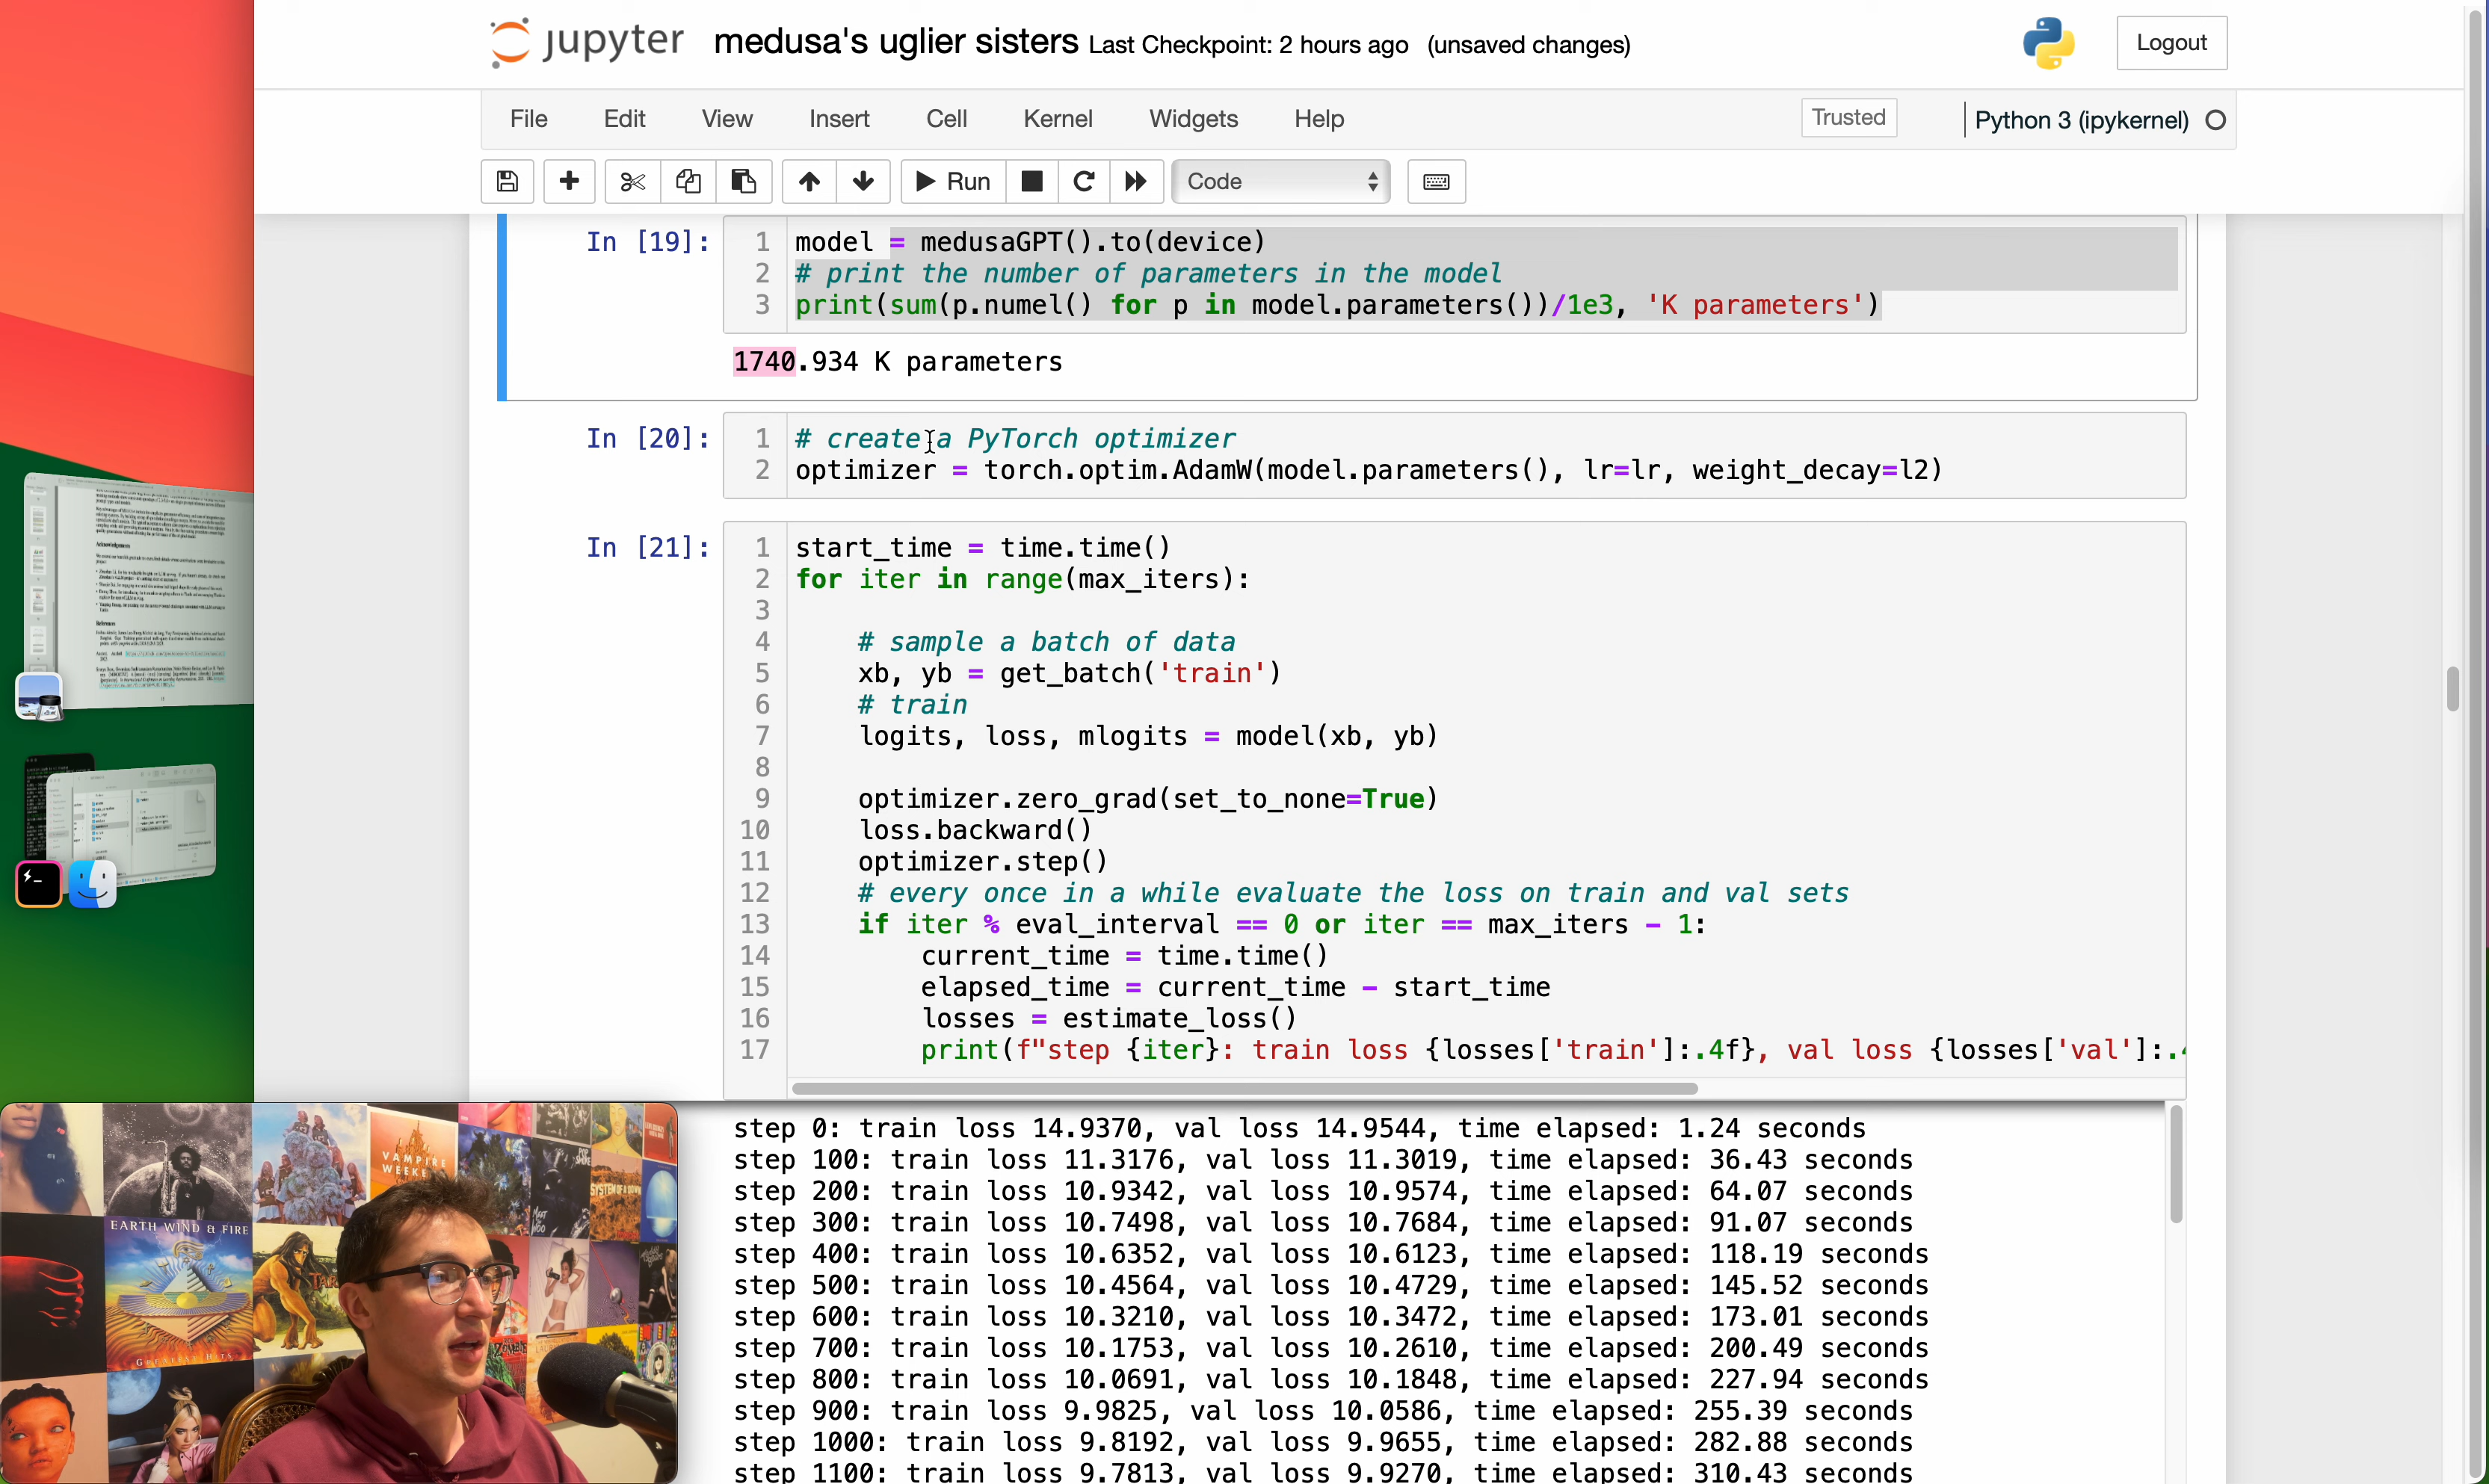 jupyter medusa's uglier sisters Last Checkpoint: 2 hours ago (unsaved changes) Logout
File Edit View Insert Cell Kernel Widgets Help Trusted Python 3 (ipykernel)
Run Code
In [19]:
1 model = medusaGPT().to(device)
2 # print the number of parameters in the model
3 print(sum(p.numel() for p in model.parameters())/1e3, 'K parameters')
1740.934 K parameters
In [20]:
1 # create a PyTorch optimizer
2 optimizer = torch.optim.AdamW(model.parameters(), lr=lr, weight_decay=l2)
In [21]:
1 start_time = time.time()
2 for iter in range(max_iters):
3
4 # sample a batch of data
5 xb, yb = get_batch('train')
6 # train
7 logits, loss, mlogits = model(xb, yb)
8
9 optimizer.zero_grad(set_to_none=True)
10 loss.backward()
11 optimizer.step()
12 # every once in a while evaluate the loss on train and val sets
13 if iter % eval_interval == 0 or iter == max_iters - 1:
14 current_time = time.time()
15 elapsed_time = current_time - start_time
16 losses = estimate_loss()
17 print(f"step {iter}: train loss {losses['train']:.4f}, val loss {losses['val']:.4
step 0: train loss 14.9370, val loss 14.9544, time elapsed: 1.24 seconds
step 100: train loss 11.3176, val loss 11.3019, time elapsed: 36.43 seconds
step 200: train loss 10.9342, val loss 10.9574, time elapsed: 64.07 seconds
step 300: train loss 10.7498, val loss 10.7684, time elapsed: 91.07 seconds
step 400: train loss 10.6352, val loss 10.6123, time elapsed: 118.19 seconds
step 500: train loss 10.4564, val loss 10.4729, time elapsed: 145.52 seconds
step 600: train loss 10.3210, val loss 10.3472, time elapsed: 173.01 seconds
step 700: train loss 10.1753, val loss 10.2610, time elapsed: 200.49 seconds
step 800: train loss 10.0691, val loss 10.1848, time elapsed: 227.94 seconds
step 900: train loss 9.9825, val loss 10.0586, time elapsed: 255.39 seconds
step 1000: train loss 9.8192, val loss 9.9655, time elapsed: 282.88 seconds
step 1100: train loss 9.7813, val loss 9.9270, time elapsed: 310.43 seconds
VAMPIRE
WEEKE
SYSTEM OF A DOWN
EARTH WIND & FIRE